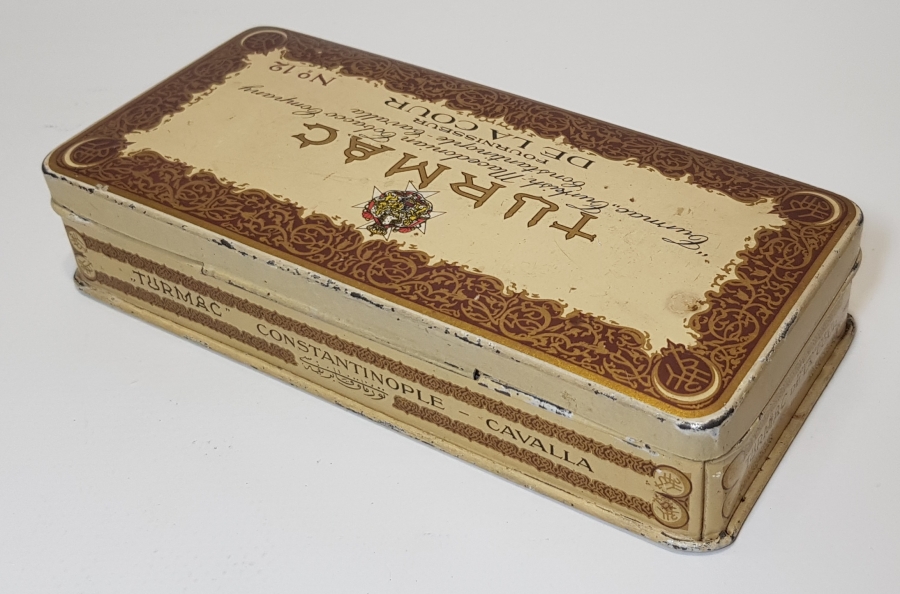 TURMAC
"Turmac, Turkish-Macedonian Tobacco Company
Constantinople Cavalla
FOURNISSEUR
DE LA COUR
No 12
„TURMAC" CONSTANTINOPLE - CAVALLA